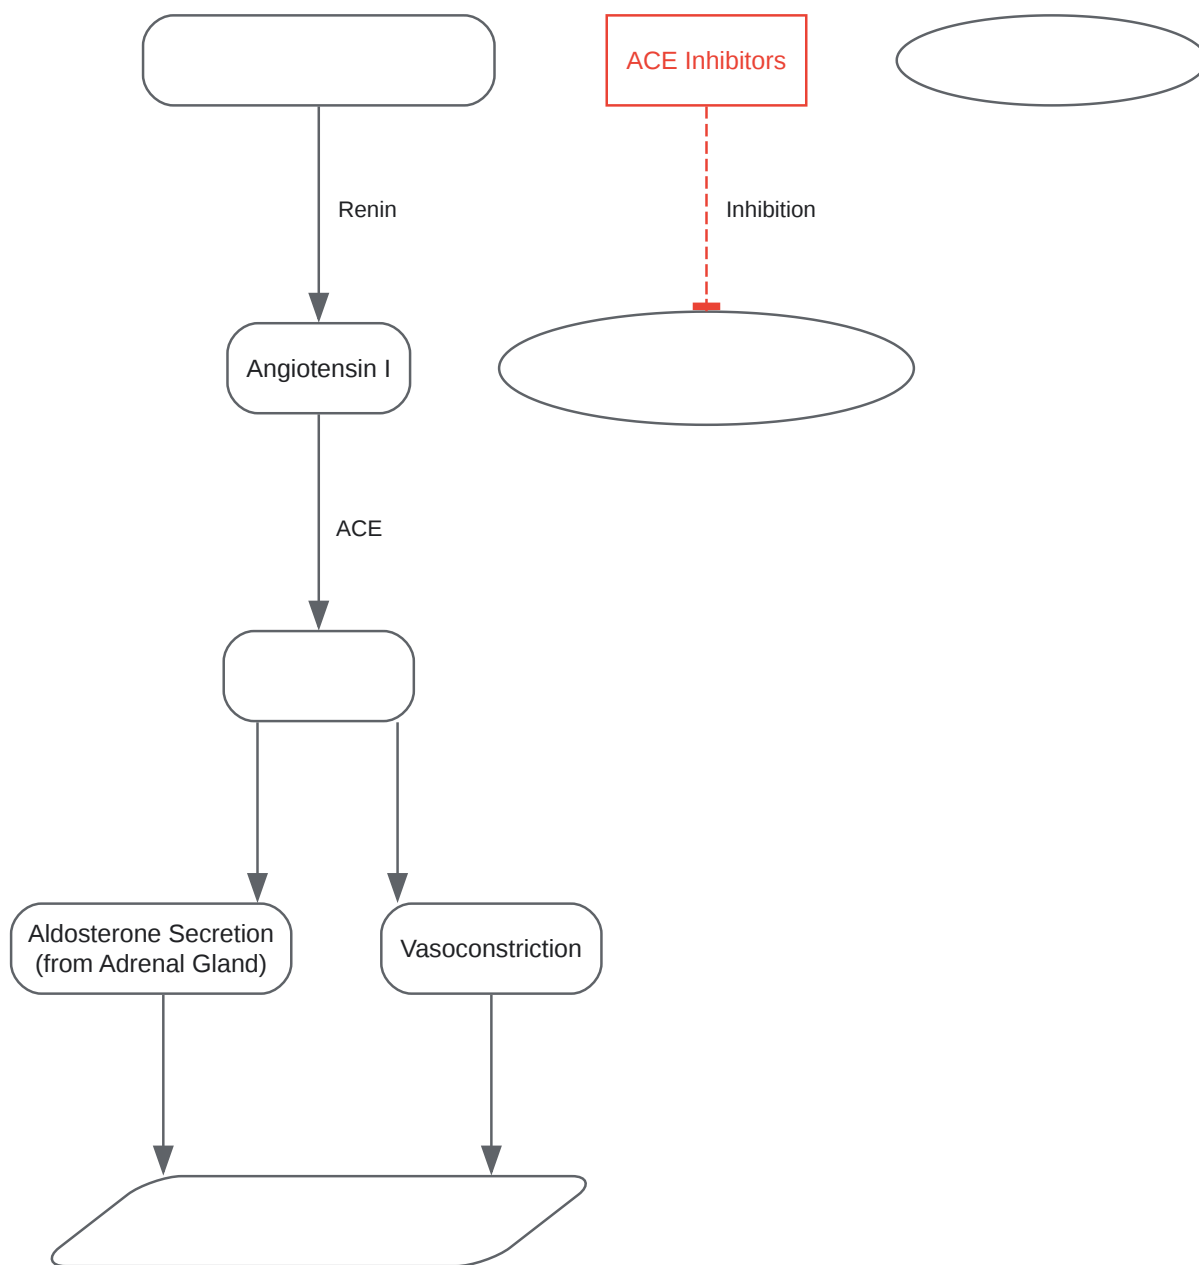 ACE Inhibitors
Renin
Inhibition
Angiotensin I
ACE
Aldosterone Secretion
(from Adrenal Gland)
Vasoconstriction